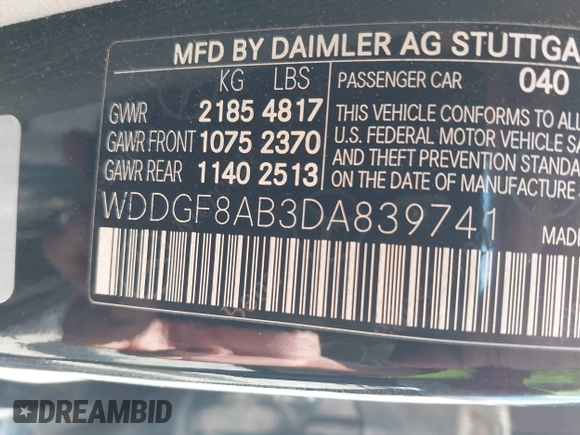 MFD BY DAIMLER AG STUTTGA
KG LBS
PASSENGER CAR 040
GVWR 2185 4817
GAWR FRONT 1075 2370
GAWR REAR 1140 2513
THIS VEHICLE CONFORMS TO ALL
U.S. FEDERAL MOTOR VEHICLE SA
AND THEFT PREVENTION STANDA
ON THE DATE OF MANUFACTURE
WDDGF8AB3DA839741
MADE
DREAMBID